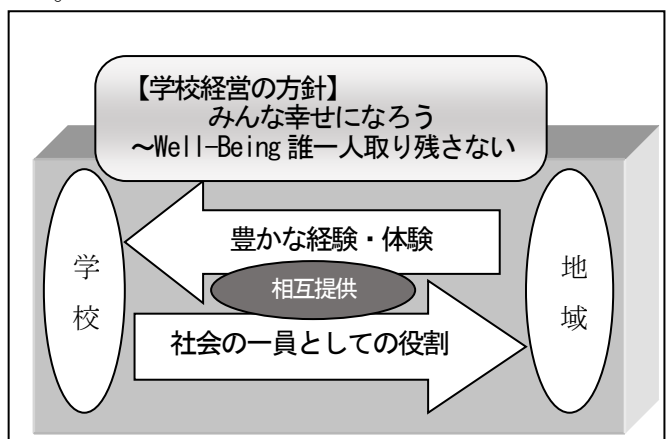 【学校経営の方針】
みんな幸せになろう
～Well-Being 誰一人取り残さない
豊かな経験・体験
相互提供
社会の一員としての役割
学校
地域